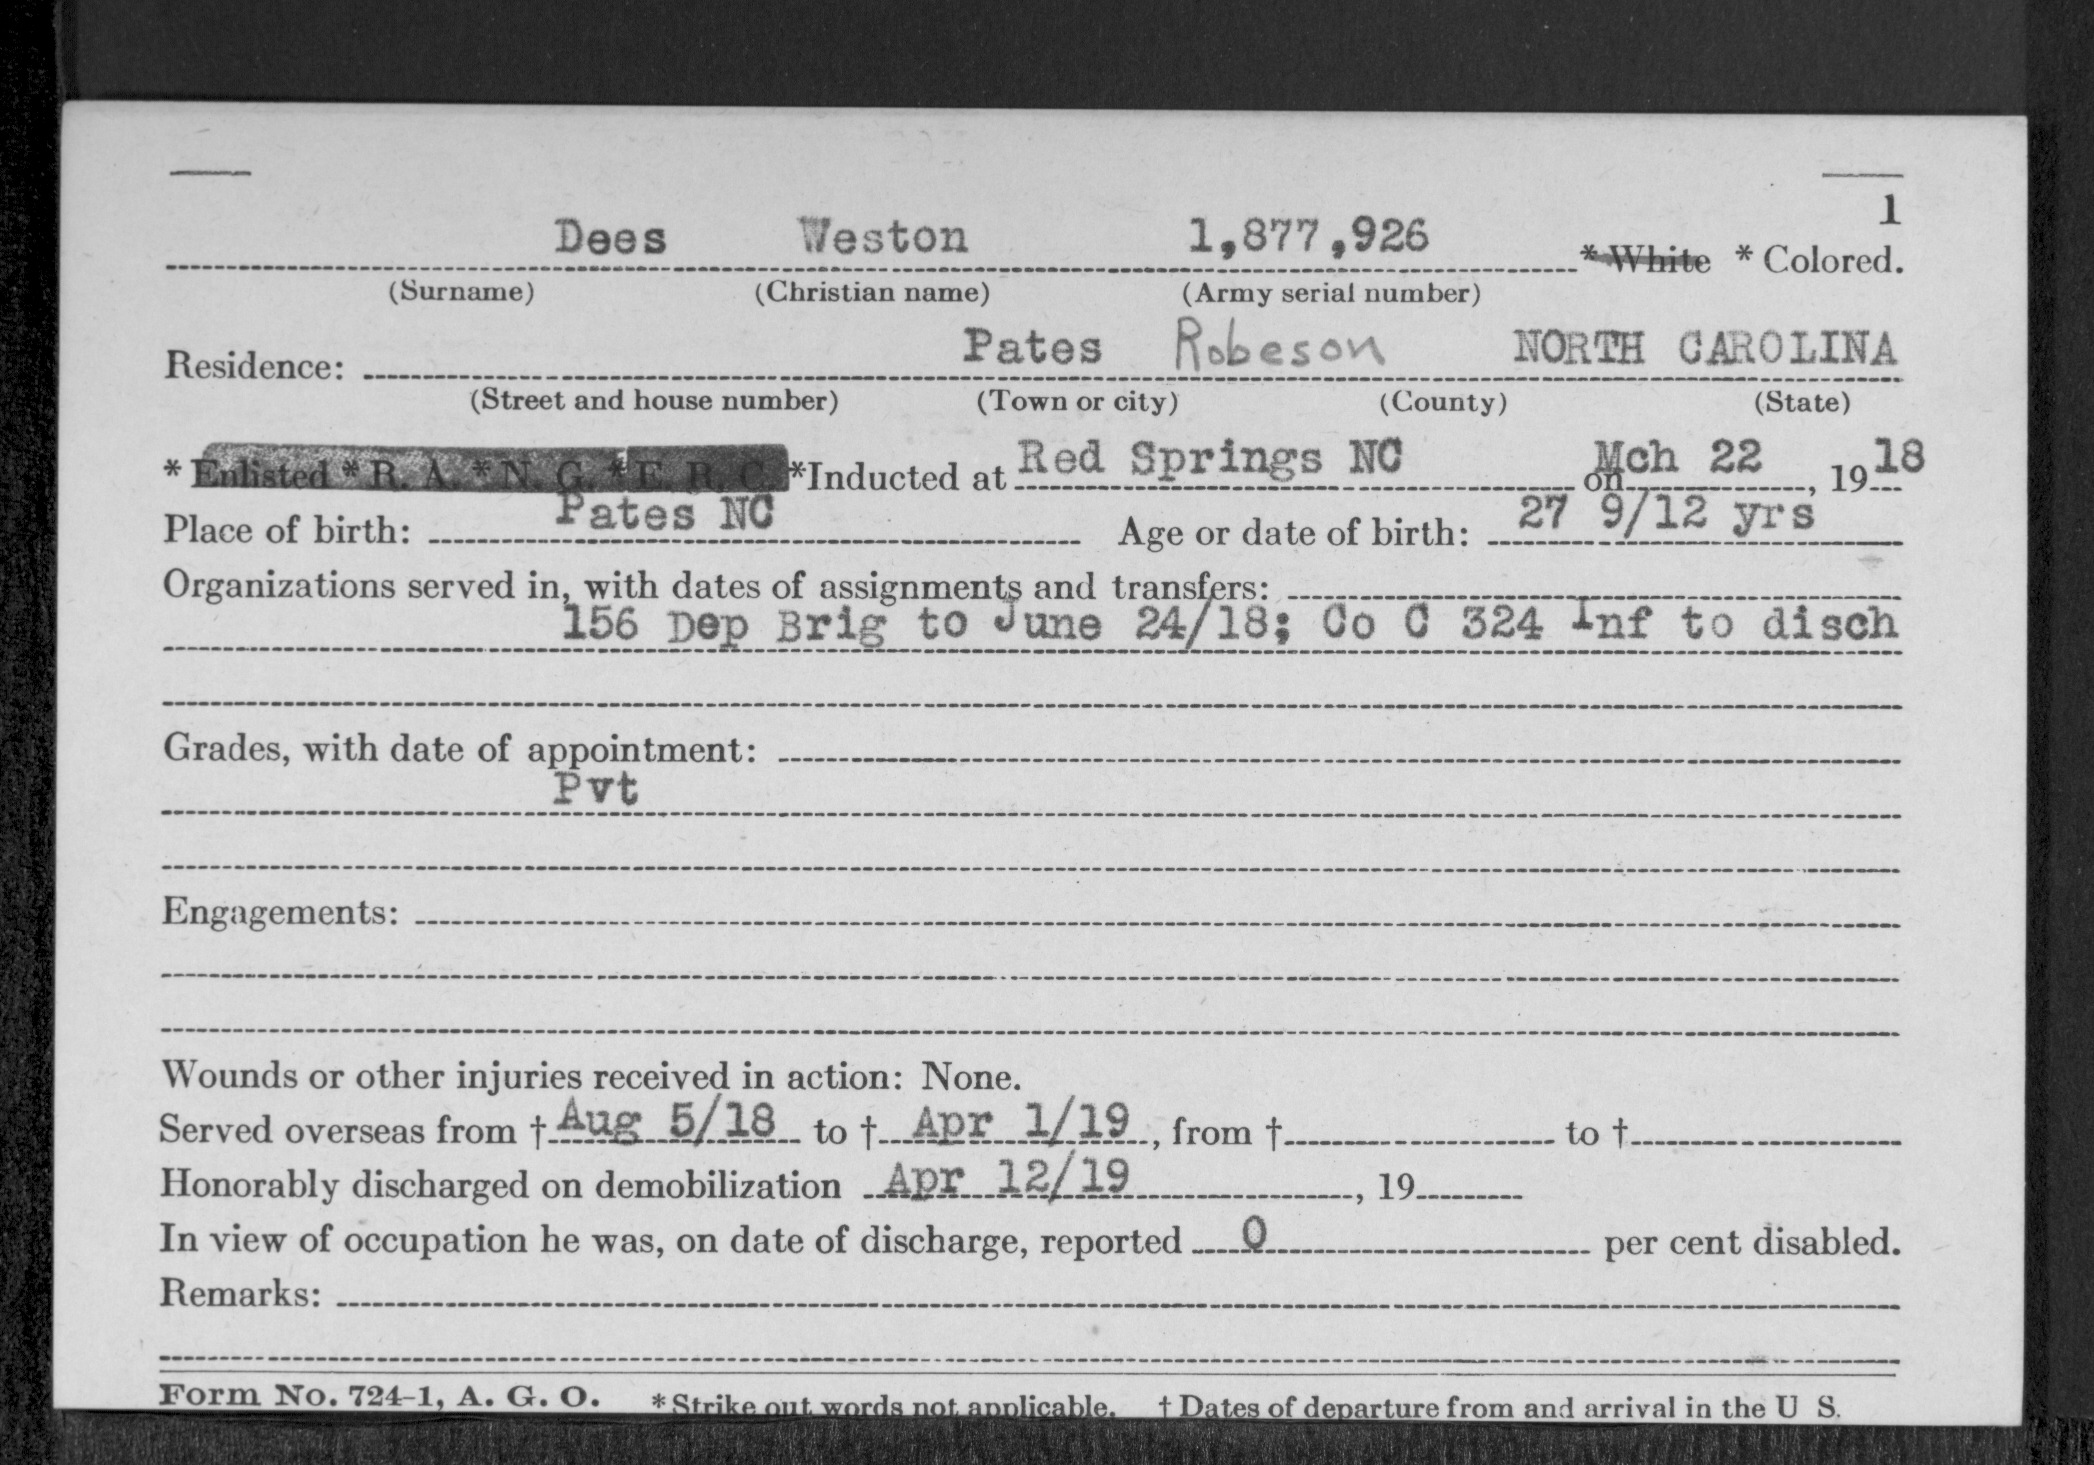 1
Dees Weston 1,877,926 * White * Colored.
(Surname) (Christian name) (Army serial number)
Residence: Pates Robeson NORTH CAROLINA
(Street and house number) (Town or city) (County) (State)
* Enlisted * R. A. * N. G. * E. R. C. *Inducted at Red Springs NC on Mch 22, 1918
Place of birth: Pates NC Age or date of birth: 27 9/12 yrs
Organizations served in, with dates of assignments and transfers:
156 Dep Brig to June 24/18; Co C 324 Inf to disch
Grades, with date of appointment:
Pvt
Engagements:
Wounds or other injuries received in action: None.
Served overseas from † Aug 5/18 to † Apr 1/19, from † to †
Honorably discharged on demobilization Apr 12/19, 19
In view of occupation he was, on date of discharge, reported 0 per cent disabled.
Remarks:
Form No. 724-1, A. G. O. * Strike out words not applicable. † Dates of departure from and arrival in the U S.